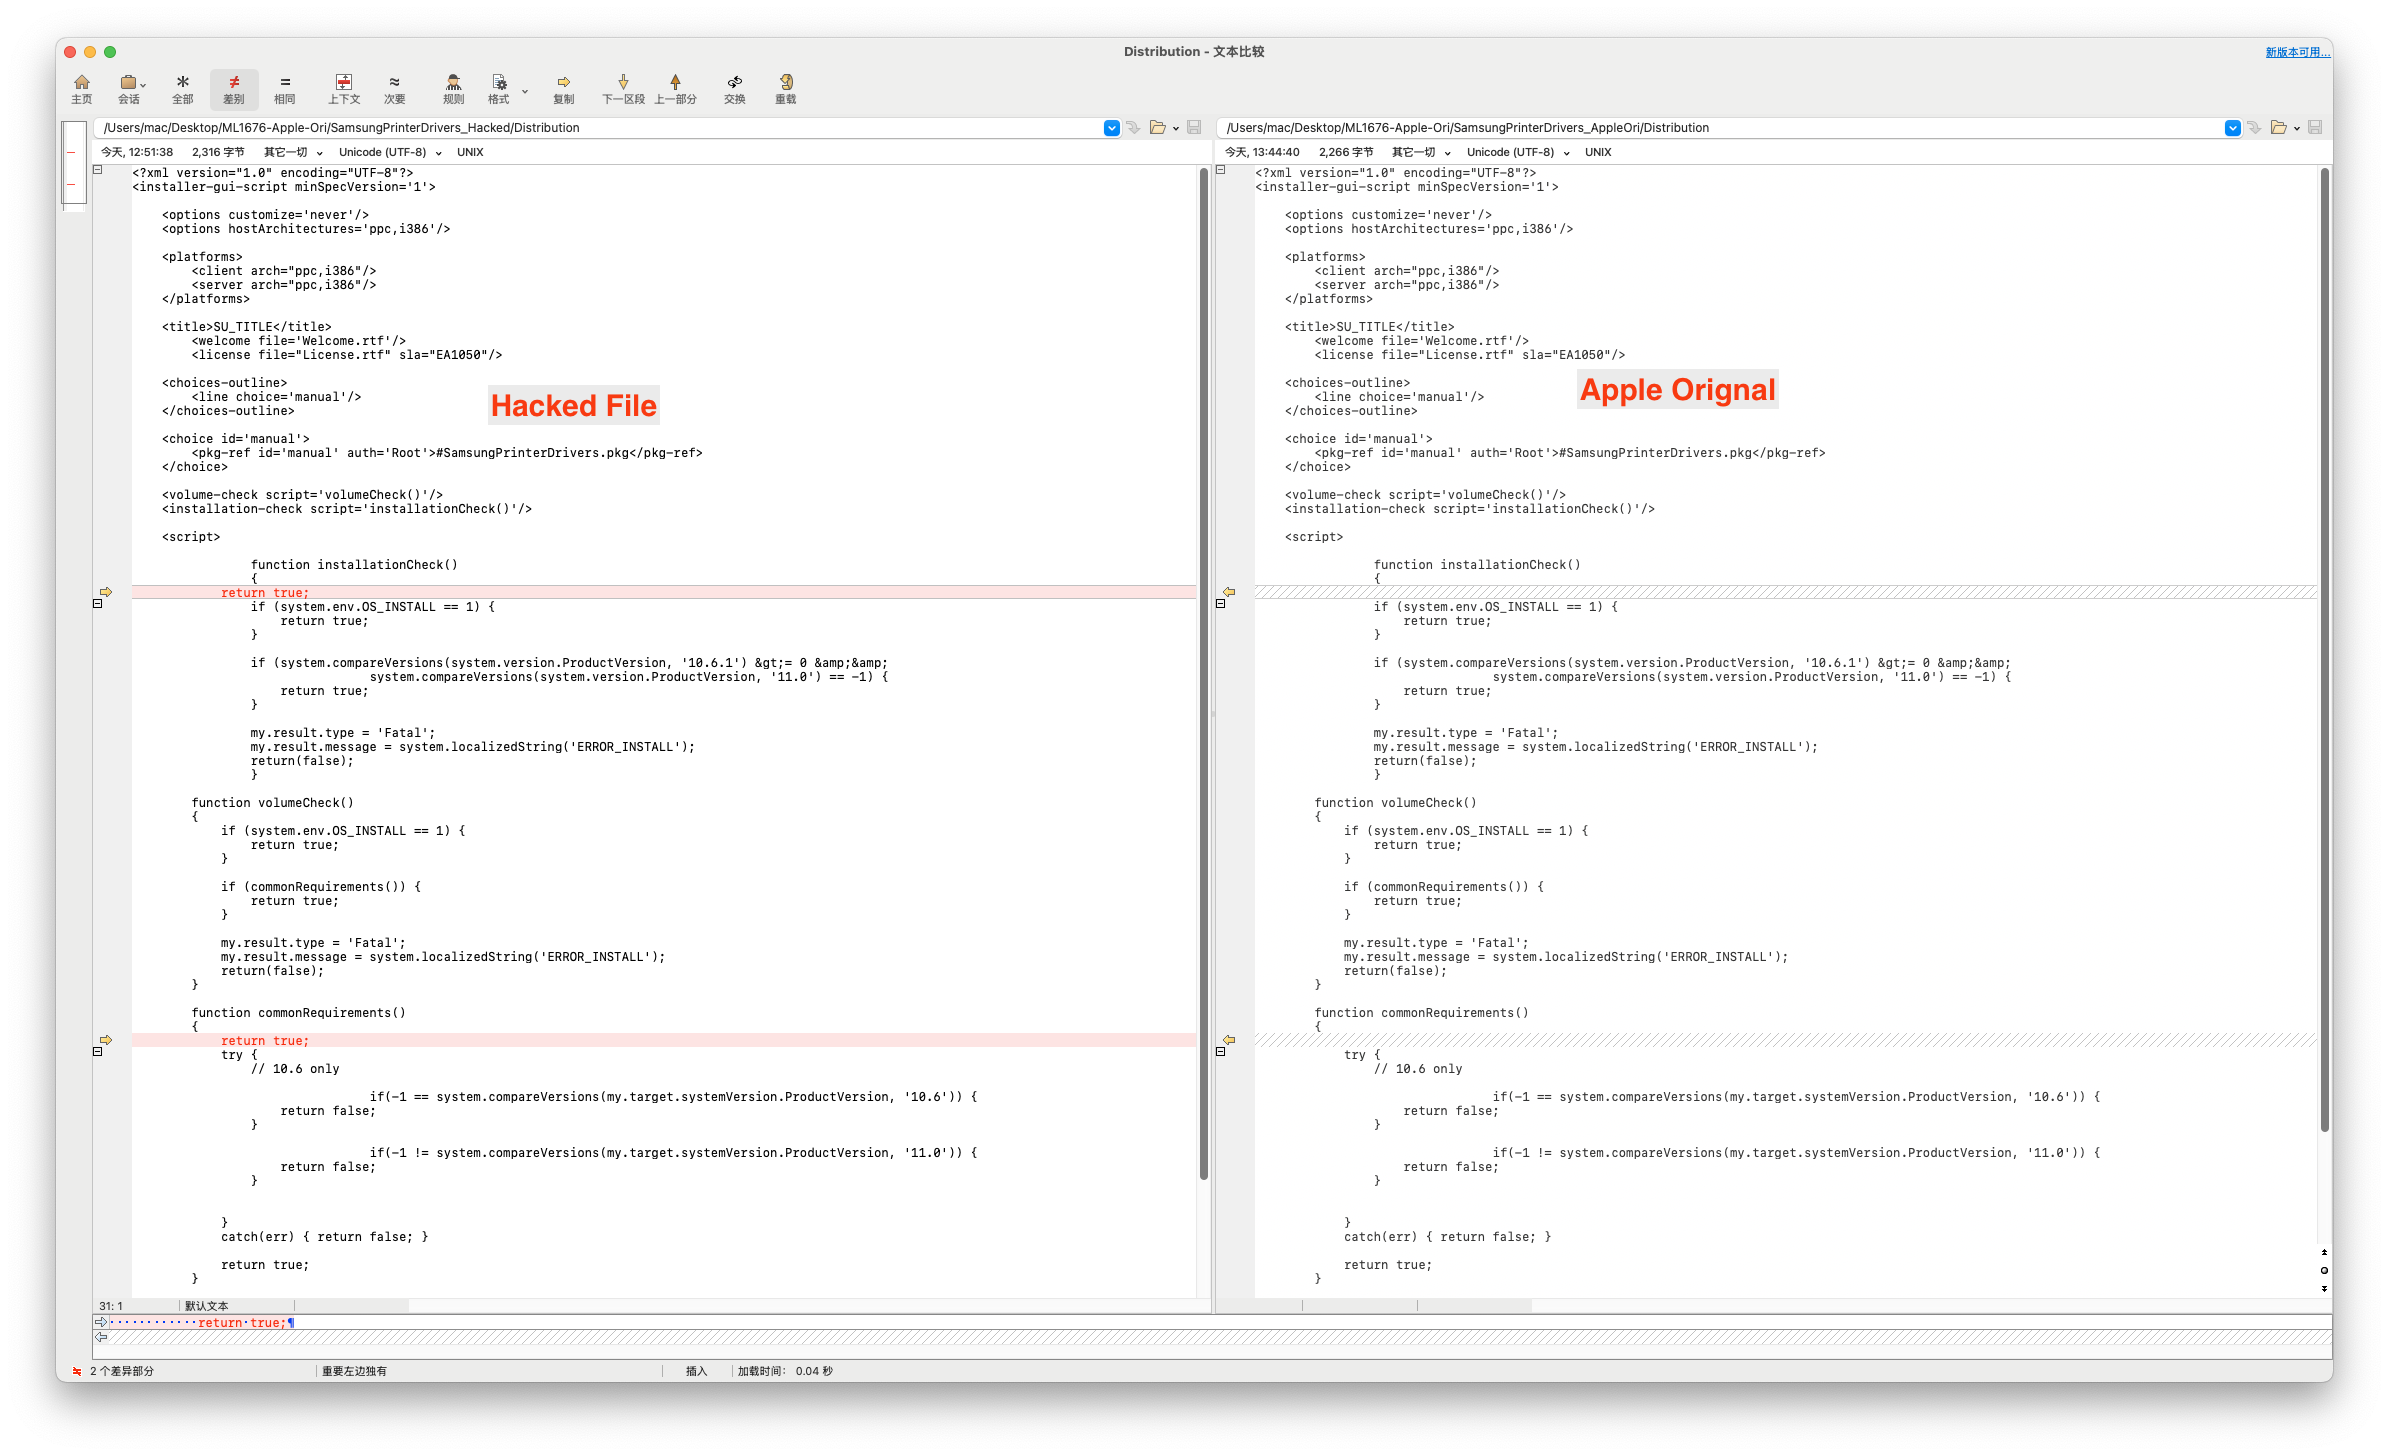 Distribution - 文本比较
新版本可用...
主页 会话 全部 差别 相同 上下文 次要 规则 格式 复制 下一区段 上一部分 交换 重载
/Users/mac/Desktop/ML1676-Apple-Ori/SamsungPrinterDrivers_Hacked/Distribution
今天, 12:51:38 2,316 字节 其它一切 Unicode (UTF-8) UNIX
<?xml version="1.0" encoding="UTF-8"?>
<installer-gui-script minSpecVersion='1'>
<options customize='never'/>
<options hostArchitectures='ppc,i386'/>
<platforms>
<client arch="ppc,i386"/>
<server arch="ppc,i386"/>
</platforms>
<title>SU_TITLE</title>
<welcome file='Welcome.rtf'/>
<license file="License.rtf" sla="EA1050"/>
<choices-outline>
<line choice='manual'/>
</choices-outline>
Hacked File
<choice id='manual'>
<pkg-ref id='manual' auth='Root'>#SamsungPrinterDrivers.pkg</pkg-ref>
</choice>
<volume-check script='volumeCheck()'/>
<installation-check script='installationCheck()'/>
<script>
function installationCheck()
{
return true;
if (system.env.OS_INSTALL == 1) {
return true;
}
if (system.compareVersions(system.version.ProductVersion, '10.6.1') &gt;= 0 &amp;&amp;
system.compareVersions(system.version.ProductVersion, '11.0') == -1) {
return true;
}
my.result.type = 'Fatal';
my.result.message = system.localizedString('ERROR_INSTALL');
return(false);
}
function volumeCheck()
{
if (system.env.OS_INSTALL == 1) {
return true;
}
if (commonRequirements()) {
return true;
}
my.result.type = 'Fatal';
my.result.message = system.localizedString('ERROR_INSTALL');
return(false);
}
function commonRequirements()
{
return true;
try {
// 10.6 only
if(-1 == system.compareVersions(my.target.systemVersion.ProductVersion, '10.6')) {
return false;
}
if(-1 != system.compareVersions(my.target.systemVersion.ProductVersion, '11.0')) {
return false;
}
}
catch(err) { return false; }
return true;
}
31: 1 默认文本
/Users/mac/Desktop/ML1676-Apple-Ori/SamsungPrinterDrivers_AppleOri/Distribution
今天, 13:44:40 2,266 字节 其它一切 Unicode (UTF-8) UNIX
<?xml version="1.0" encoding="UTF-8"?>
<installer-gui-script minSpecVersion='1'>
<options customize='never'/>
<options hostArchitectures='ppc,i386'/>
<platforms>
<client arch="ppc,i386"/>
<server arch="ppc,i386"/>
</platforms>
<title>SU_TITLE</title>
<welcome file='Welcome.rtf'/>
<license file="License.rtf" sla="EA1050"/>
<choices-outline>
<line choice='manual'/>
</choices-outline>
Apple Orignal
<choice id='manual'>
<pkg-ref id='manual' auth='Root'>#SamsungPrinterDrivers.pkg</pkg-ref>
</choice>
<volume-check script='volumeCheck()'/>
<installation-check script='installationCheck()'/>
<script>
function installationCheck()
{
if (system.env.OS_INSTALL == 1) {
return true;
}
if (system.compareVersions(system.version.ProductVersion, '10.6.1') &gt;= 0 &amp;&amp;
system.compareVersions(system.version.ProductVersion, '11.0') == -1) {
return true;
}
my.result.type = 'Fatal';
my.result.message = system.localizedString('ERROR_INSTALL');
return(false);
}
function volumeCheck()
{
if (system.env.OS_INSTALL == 1) {
return true;
}
if (commonRequirements()) {
return true;
}
my.result.type = 'Fatal';
my.result.message = system.localizedString('ERROR_INSTALL');
return(false);
}
function commonRequirements()
{
try {
// 10.6 only
if(-1 == system.compareVersions(my.target.systemVersion.ProductVersion, '10.6')) {
return false;
}
if(-1 != system.compareVersions(my.target.systemVersion.ProductVersion, '11.0')) {
return false;
}
}
catch(err) { return false; }
return true;
}
············return·true;¶
2 个差异部分 重要左边独有 插入 加载时间： 0.04 秒